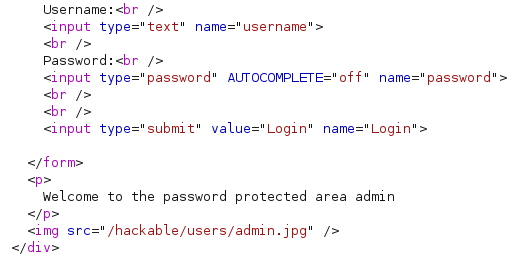 Username:<br />
<input type="text" name="username">
<br />
Password:<br />
<input type="password" AUTOCOMPLETE="off" name="password">
<br />
<br />
<input type="submit" value="Login" name="Login">
</form>
<p>
Welcome to the password protected area admin
</p>
<img src="/hackable/users/admin.jpg" />
</div>